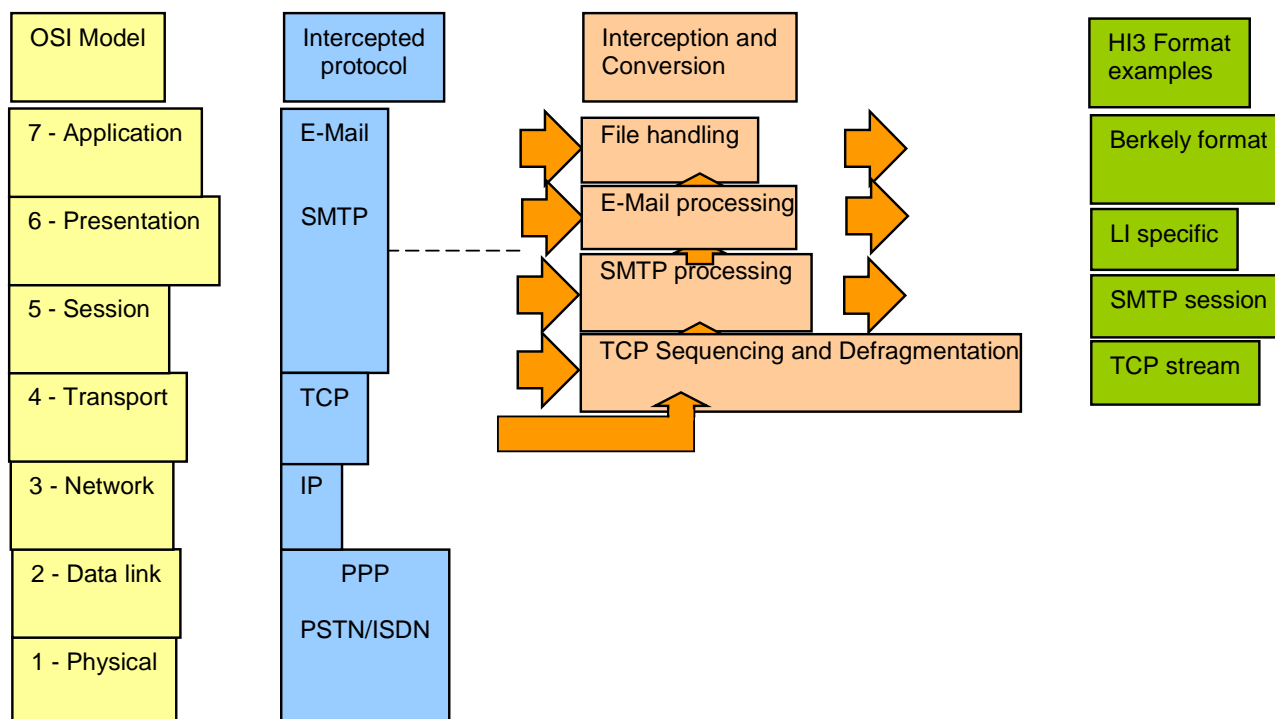 OSI Model
Intercepted
protocol
Interception and
Conversion
HI3 Format
examples
7 - Application
E-Mail
File handling
Berkely format
6 - Presentation
SMTP
E-Mail processing
LI specific
5 - Session
SMTP processing
SMTP session
4 - Transport
TCP
TCP Sequencing and Defragmentation
TCP stream
3 - Network
IP
2 - Data link
PPP
PSTN/ISDN
1 - Physical